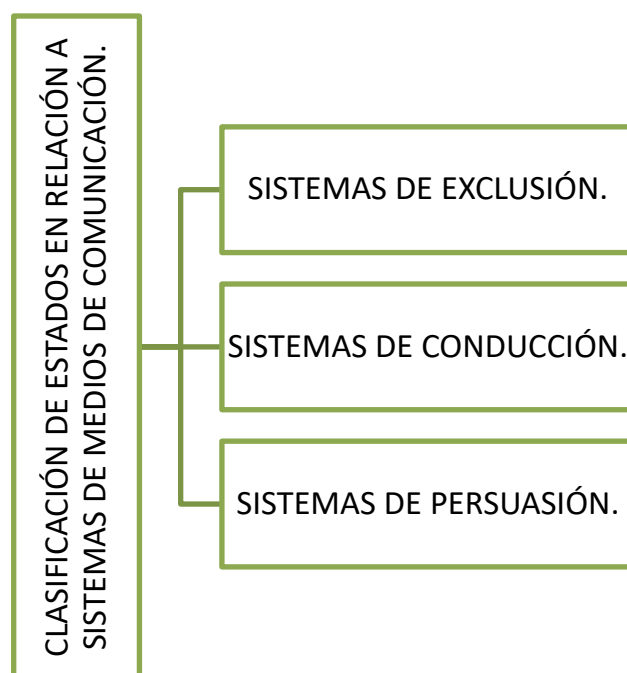 CLASIFICACIÓN DE ESTADOS EN RELACIÓN A
SISTEMAS DE MEDIOS DE COMUNICACIÓN.
SISTEMAS DE EXCLUSIÓN.
SISTEMAS DE CONDUCCIÓN.
SISTEMAS DE PERSUASIÓN.